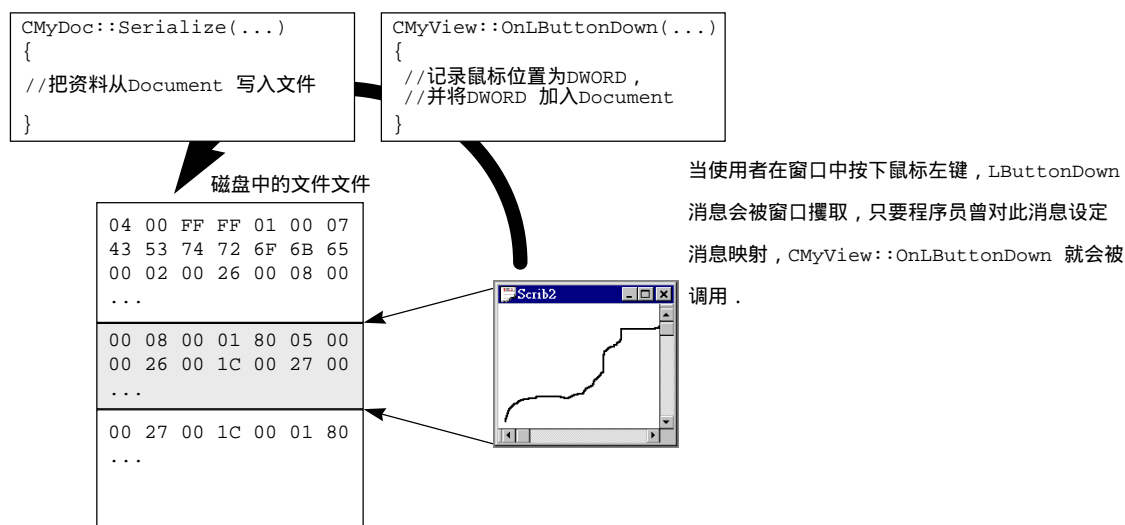 CMyDoc::Serialize(...)
{
//把资料从Document 写入文件
}
CMyView::OnLButtonDown(...)
{
//记录鼠标位置为DWORD，
//并将DWORD 加入Document
}
磁盘中的文件文件
04 00 FF FF 01 00 07
43 53 74 72 6F 6B 65
00 02 00 26 00 08 00
...
00 08 00 01 80 05 00
00 26 00 1C 00 27 00
...
00 27 00 1C 00 01 80
...
Scrib2
当使用者在窗口中按下鼠标左键，LButtonDown
消息会被窗口攫取，只要程序员曾对此消息设定
消息映射，CMyView::OnLButtonDown 就会被
调用．